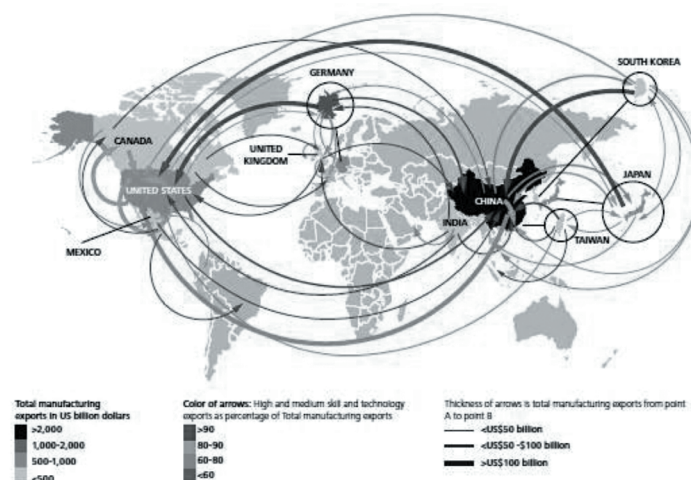 SOUTH KOREA
GERMANY
JAPAN
CANADA
UNITED
KINGDOM
UNITED STATES
CHINA
INDIA
TAIWAN
MEXICO
Total manufacturing
exports in US billion dollars
>2,000
1,000-2,000
500-1,000
<500
Color of arrows: High and medium skill and technology
exports as percentage of Total manufacturing exports
>90
80-90
60-80
<60
Thickness of arrows is total manufacturing exports from point
A to point B
<US$50 billion
<US$50 -$100 billion
>US$100 billion